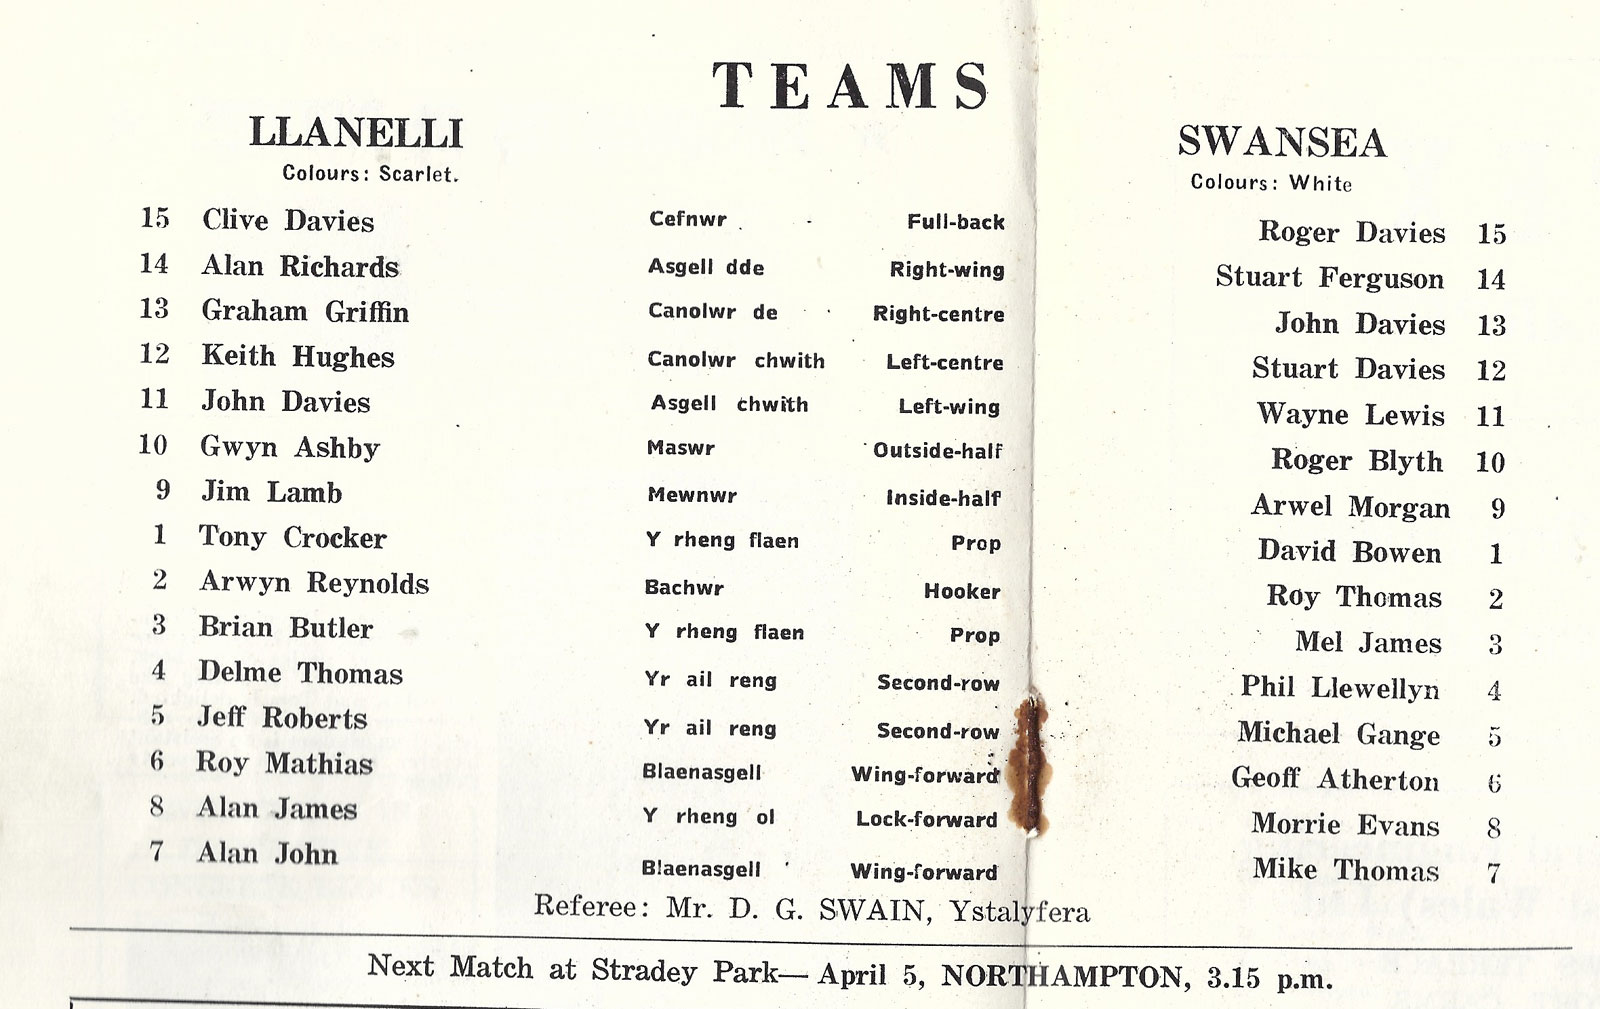 TEAMS
LLANELLI SWANSEA
Colours: Scarlet. Colours: White
15 Clive Davies Cefnwr Full-back Roger Davies 15
14 Alan Richards Asgell dde Right-wing Stuart Ferguson 14
13 Graham Griffin Canolwr de Right-centre John Davies 13
12 Keith Hughes Canolwr chwith Left-centre Stuart Davies 12
11 John Davies Asgell chwith Left-wing Wayne Lewis 11
10 Gwyn Ashby Maswr Outside-half Roger Blyth 10
9 Jim Lamb Mewnwr Inside-half Arwel Morgan 9
1 Tony Crocker Y rheng flaen Prop David Bowen 1
2 Arwyn Reynolds Bachwr Hooker Roy Thomas 2
3 Brian Butler Y rheng flaen Prop Mel James 3
4 Delme Thomas Yr ail reng Second-row Phil Llewellyn 4
5 Jeff Roberts Yr ail reng Second-row Michael Gange 5
6 Roy Mathias Blaenasgell Wing-forward Geoff Atherton 6
8 Alan James Y rheng ol Lock-forward Morrie Evans 8
7 Alan John Blaenasgell Wing-forward Mike Thomas 7
Referee: Mr. D. G. SWAIN, Ystalyfera
Next Match at Stradey Park— April 5, NORTHAMPTON, 3.15 p.m.